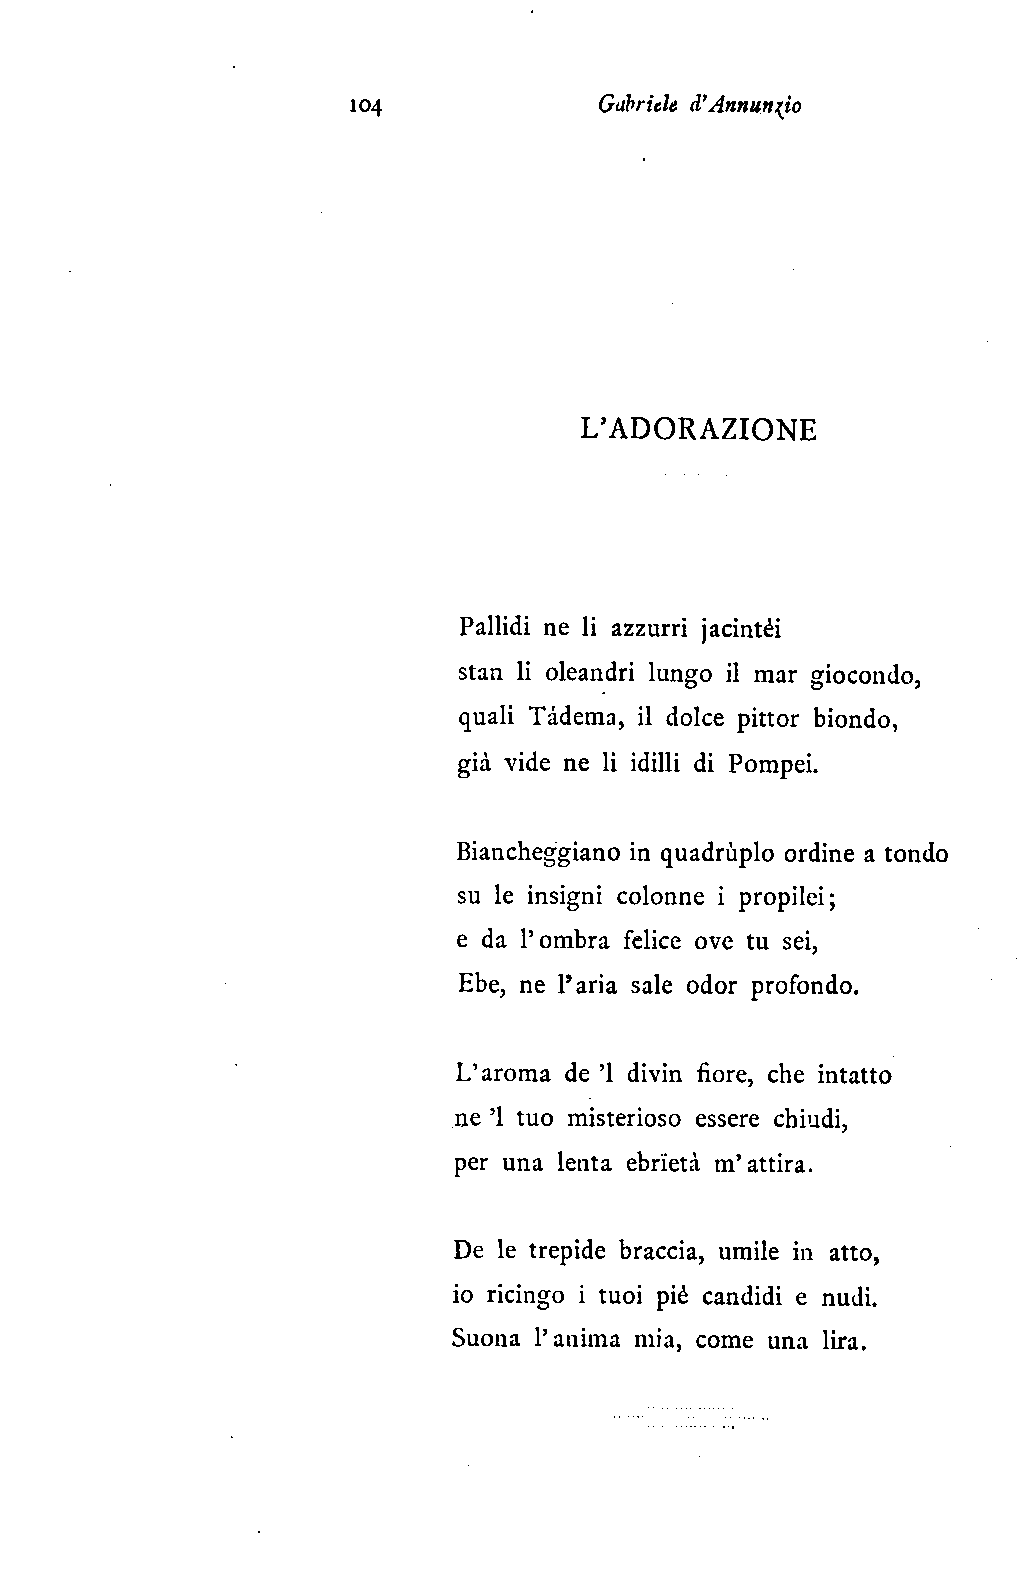 104 Gabriele d'Annunzio
L'ADORAZIONE
Pallidi ne li azzurri jacintéi
stan li oleandri lungo il mar giocondo,
quali Tádema, il dolce pittor biondo,
già vide ne li idilli di Pompei.
Biancheggiano in quadrùplo ordine a tondo
su le insigni colonne i propilei;
e da l'ombra felice ove tu sei,
Ebe, ne l'aria sale odor profondo.
L'aroma de 'l divin fiore, che intatto
ne 'l tuo misterioso essere chiudi,
per una lenta ebrïetà m'attira.
De le trepide braccia, umile in atto,
io ricingo i tuoi piè candidi e nudi.
Suona l'anima mia, come una lira.